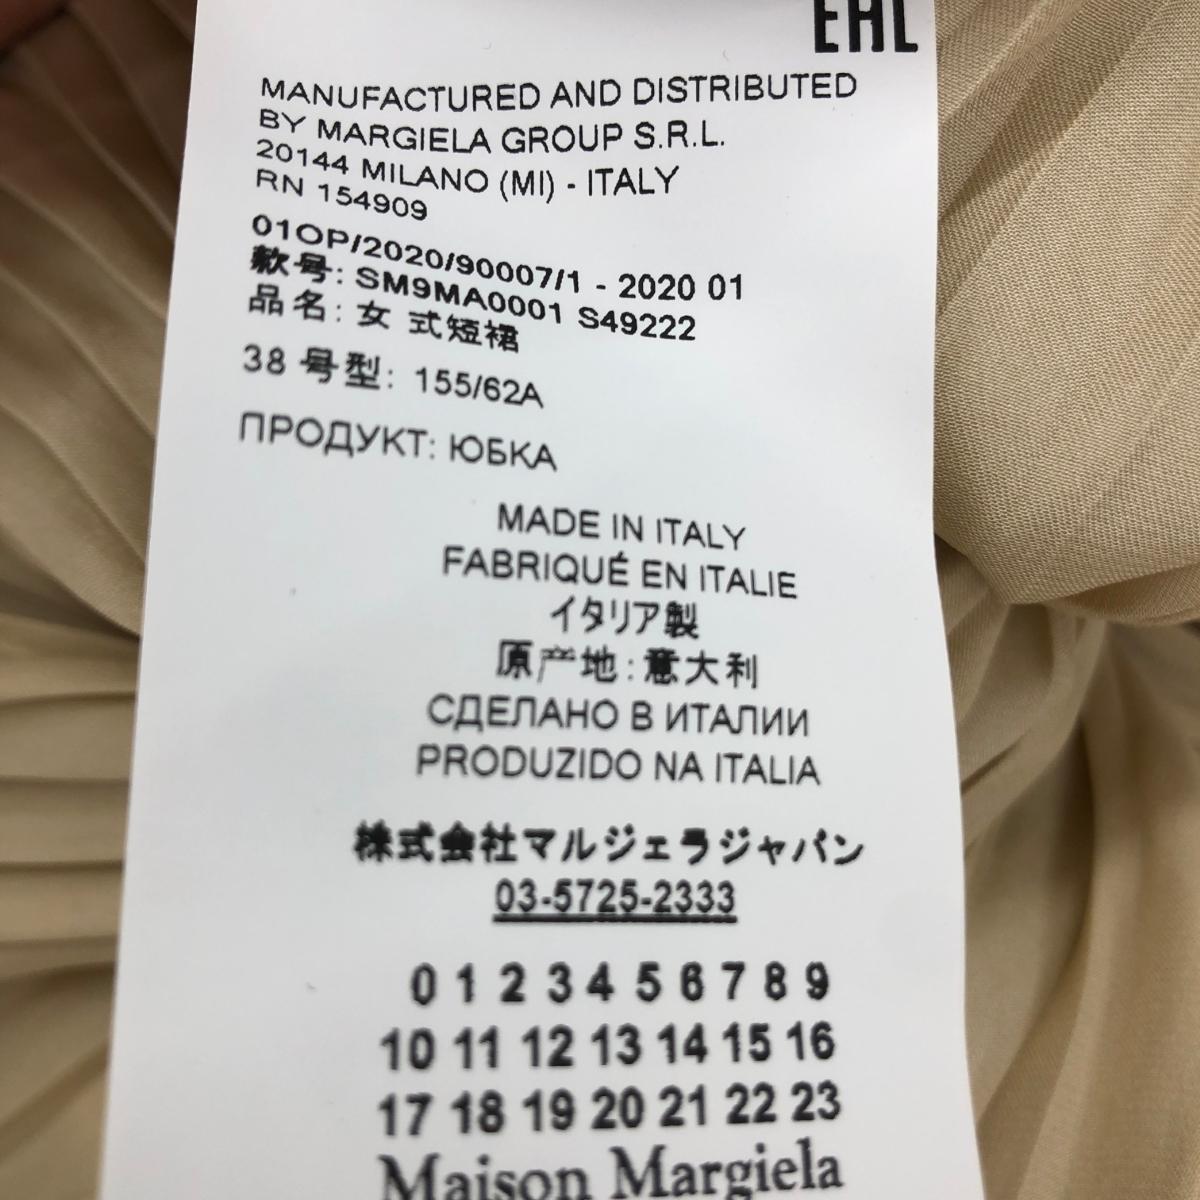 EAC
MANUFACTURED AND DISTRIBUTED
BY MARGIELA GROUP S.R.L.
20144 MILANO (MI) - ITALY
RN 154909
01OP/2020/90007/1 - 2020 01
款号: SM9MA0001 S49222
品名: 女 式短裙
38 号型: 155/62A
ПРОДУКТ: ЮБКА
MADE IN ITALY
FABRIQUÉ EN ITALIE
イタリア製
原产地: 意大利
СДЕЛАНО В ИТАЛИИ
PRODUZIDO NA ITALIA
株式会社マルジェラジャパン
03-5725-2333
0 1 2 3 4 5 6 7 8 9
10 11 12 13 14 15 16
17 18 19 20 21 22 23
Maison Margiela